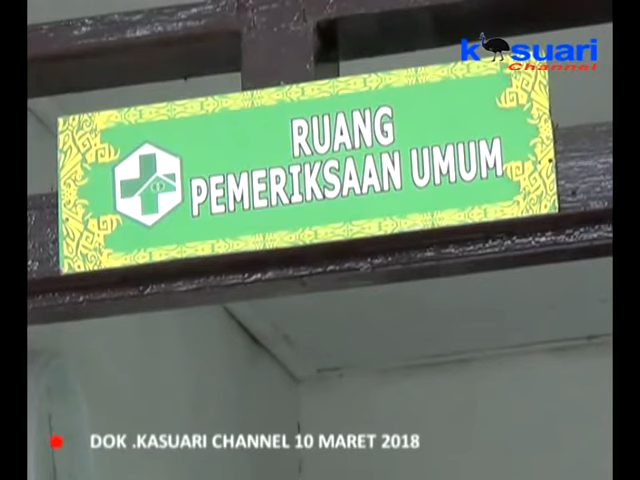 kasuari
Channel
RUANG
PEMERIKSAAN UMUM
DOK .KASUARI CHANNEL 10 MARET 2018